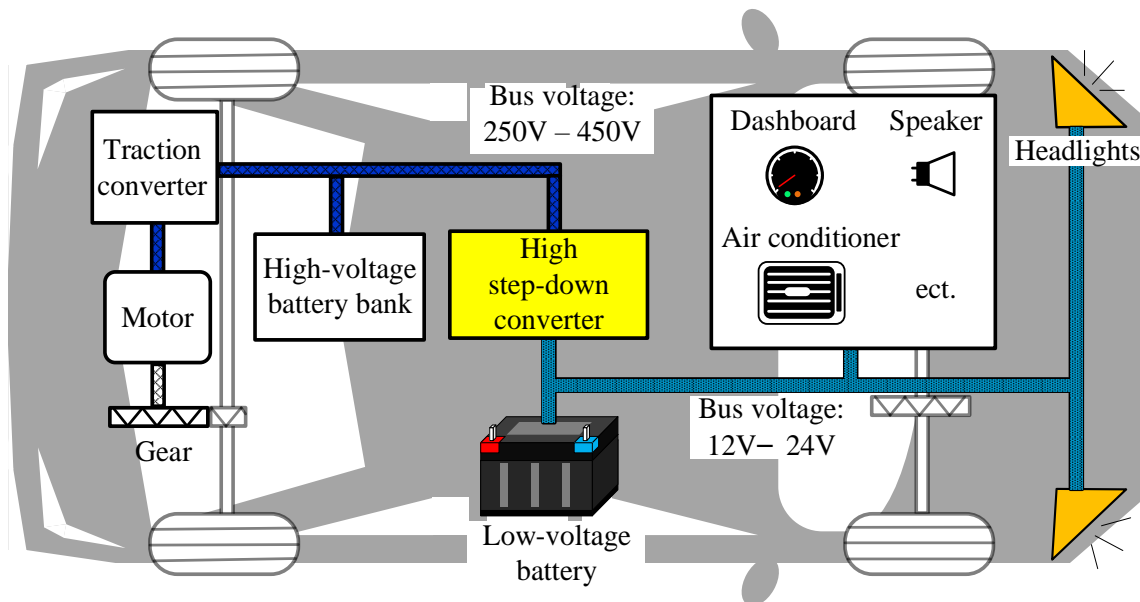 Bus voltage:
250V – 450V
Dashboard
Speaker
Headlights
Traction
converter
Air conditioner
High-voltage
battery bank
High
step-down
converter
ect.
Motor
Bus voltage:
12V– 24V
Gear
Low-voltage
battery